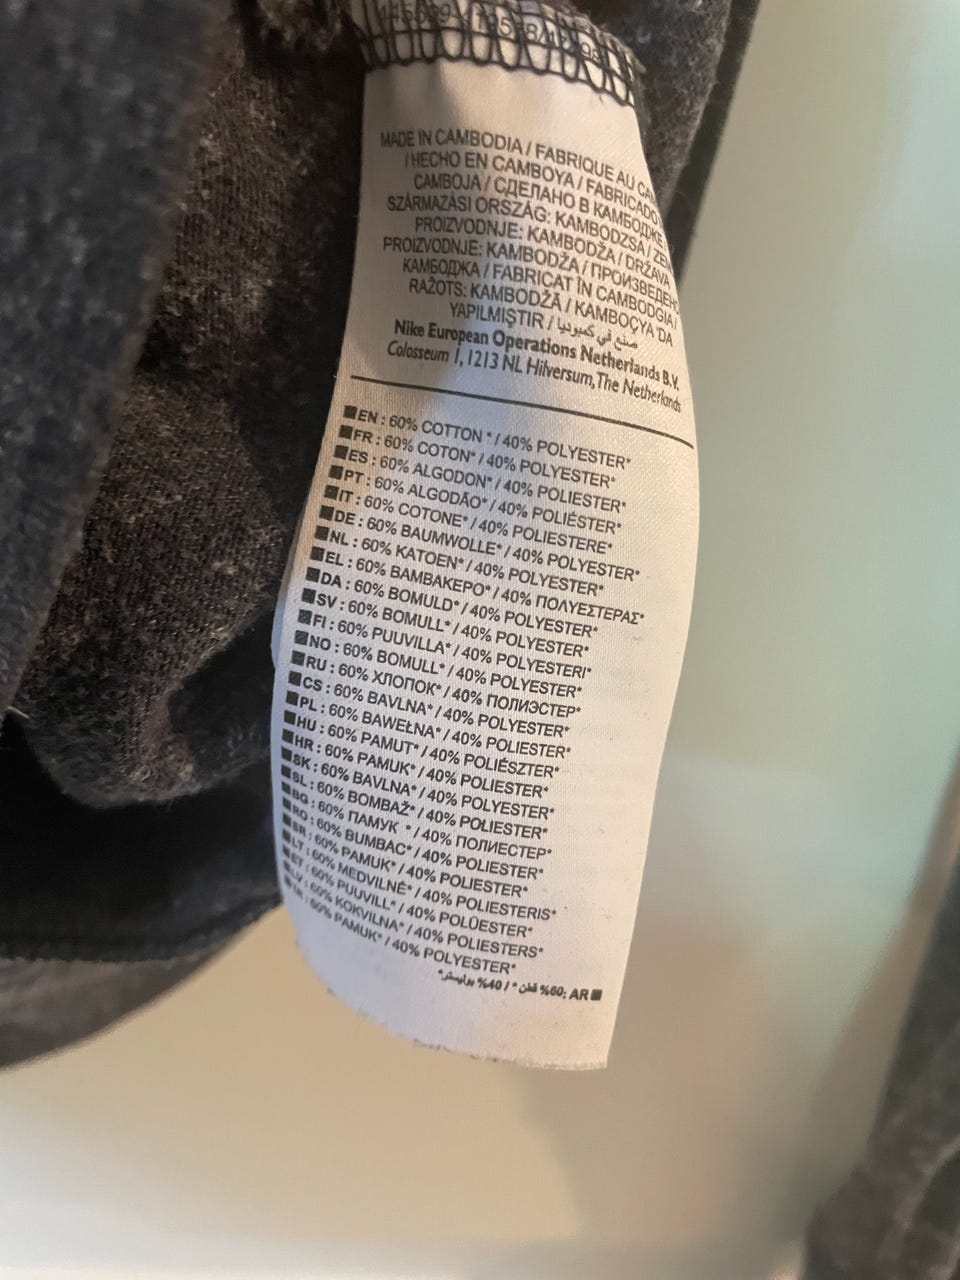 MADE IN CAMBODIA / FABRIQUE AU
/ HECHO EN CAMBOYA / FABRICADO
CAMBOJA / СДЕЛАНО В КАМБОДЖЕ
SZÁRMAZÁSI ORSZÁG: KAMBODZSA /
PROIZVODNJE: KAMBODŽA / DRŽAVA
PROIZVODNJE: KAMBODŽA / ПРОИЗВЕДЕНО
КАМБОДЖА / FABRICAT ÎN CAMBODGIA /
RAŽOTS: KAMBODŽĀ / KAMBOÇYA 'DA
YAPILMIŞTIR / صنع في كمبوديا
Nike European Operations Netherlands B.V.
Colosseum 1, 1213 NL Hilversum, The Netherlands
EN : 60% COTTON * / 40% POLYESTER*
FR : 60% COTON* / 40% POLYESTER*
ES : 60% ALGODON* / 40% POLIESTER*
PT : 60% ALGODÃO* / 40% POLIÉSTER*
IT : 60% COTONE* / 40% POLIESTERE*
DE : 60% BAUMWOLLE* / 40% POLYESTER*
NL : 60% KATOEN* / 40% POLYESTER*
EL : 60% ΒΑΜΒΑΚΕΡΟ* / 40% ΠΟΛΥΕΣΤΕΡΑΣ*
DA : 60% BOMULD* / 40% POLYESTER*
SV : 60% BOMULL* / 40% POLYESTER*
FI : 60% PUUVILLA* / 40% POLYESTERI*
NO : 60% BOMULL* / 40% POLYESTER*
RU : 60% ХЛОПОК* / 40% ПОЛИЭСТЕР*
CS : 60% BAVLNA* / 40% POLYESTER*
PL : 60% BAWEŁNA* / 40% POLIESTER*
HU : 60% PAMUT* / 40% POLIÉSZTER*
HR : 60% PAMUK* / 40% POLIESTER*
SK : 60% BAVLNA* / 40% POLYESTER*
SL : 60% BOMBAŽ* / 40% POLIESTER*
BG : 60% ПАМУК * / 40% ПОЛИЕСТЕР*
RO : 60% BUMBAC* / 40% POLIESTER*
SR : 60% PAMUK* / 40% POLIESTER*
LT : 60% MEDVILNĖ* / 40% POLIESTERIS*
ET : 60% PUUVILL* / 40% POLÜESTER*
LV : 60% KOKVILNA* / 40% POLIESTERS*
TR : 60% PAMUK* / 40% POLYESTER*
AR :60% قطن * / 40% بوليستر*